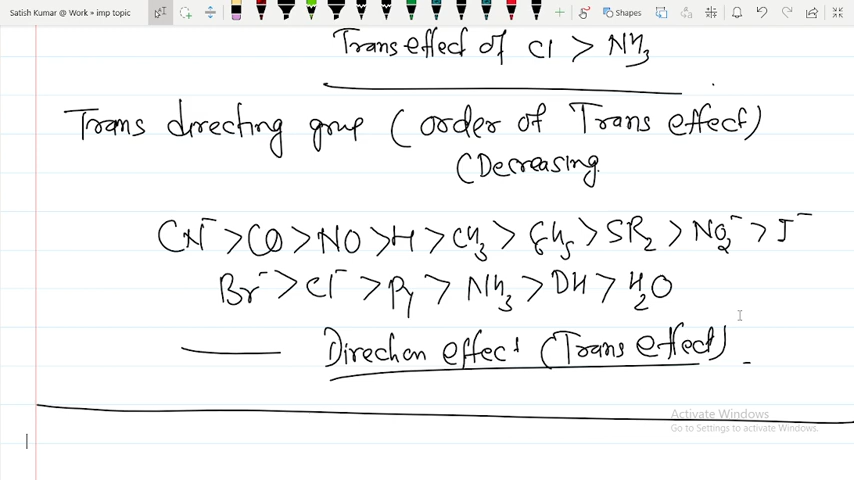 Satish Kumar @ Work » imp topic
Shapes
Trans effect of Cl > NH3
Trans directing group (order of Trans effect)
(Decreasing
CN⁻ > CO > NO > H > CH3 > > SR2 > NO2⁻ > I⁻
Br⁻ > Cl⁻ > Py > NH3 > OH > H2O
Direction effect (Trans effect)
Activate Windows
Go to Settings to activate Windows.